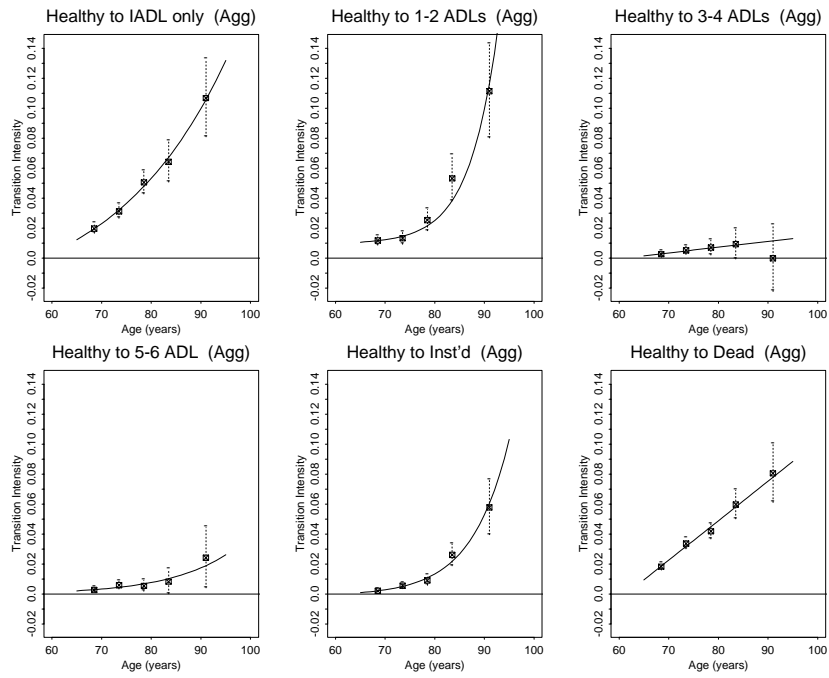 Healthy to IADL only (Agg)
Transition Intensity
-0.02 0.0 0.02 0.04 0.06 0.08 0.10 0.12 0.14
60 70 80 90 100
Age (years)
Healthy to 1-2 ADLs (Agg)
Transition Intensity
-0.02 0.0 0.02 0.04 0.06 0.08 0.10 0.12 0.14
60 70 80 90 100
Age (years)
Healthy to 3-4 ADLs (Agg)
Transition Intensity
-0.02 0.0 0.02 0.04 0.06 0.08 0.10 0.12 0.14
60 70 80 90 100
Age (years)
Healthy to 5-6 ADL (Agg)
Transition Intensity
-0.02 0.0 0.02 0.04 0.06 0.08 0.10 0.12 0.14
60 70 80 90 100
Age (years)
Healthy to Inst'd (Agg)
Transition Intensity
-0.02 0.0 0.02 0.04 0.06 0.08 0.10 0.12 0.14
60 70 80 90 100
Age (years)
Healthy to Dead (Agg)
Transition Intensity
-0.02 0.0 0.02 0.04 0.06 0.08 0.10 0.12 0.14
60 70 80 90 100
Age (years)